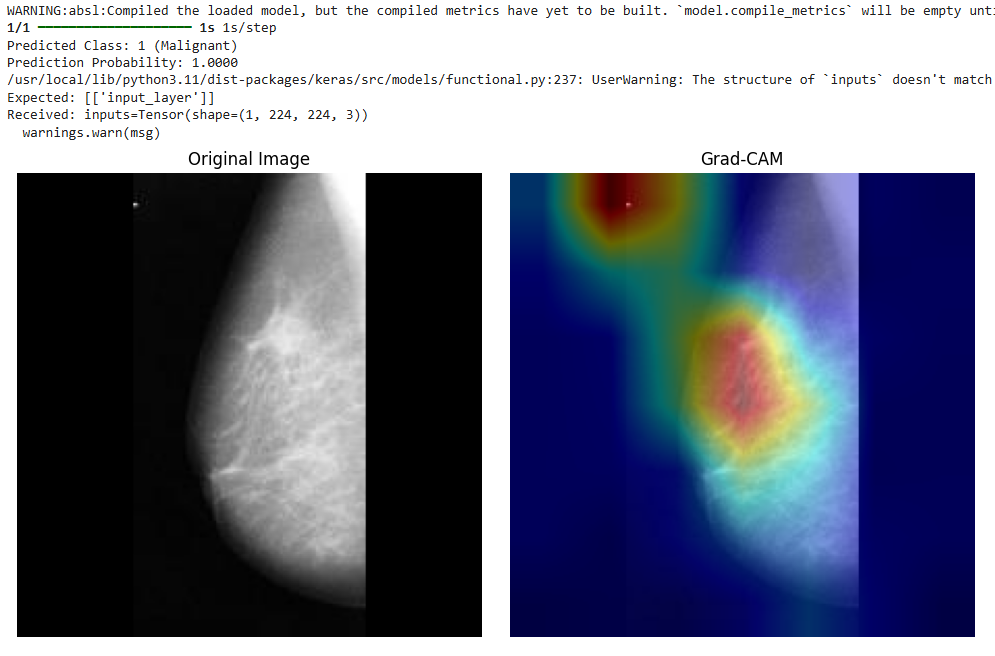 WARNING:absl:Compiled the loaded model, but the compiled metrics have yet to be built. `model.compile_metrics` will be empty
1/1 ━━━━━━━━━━━━━━━━━━━━ 1s 1s/step
Predicted Class: 1 (Malignant)
Prediction Probability: 1.0000
/usr/local/lib/python3.11/dist-packages/keras/src/models/functional.py:237: UserWarning: The structure of `inputs` doesn't match
Expected: [['input_layer']]
Received: inputs=Tensor(shape=(1, 224, 224, 3))
warnings.warn(msg)
Original Image
Grad-CAM